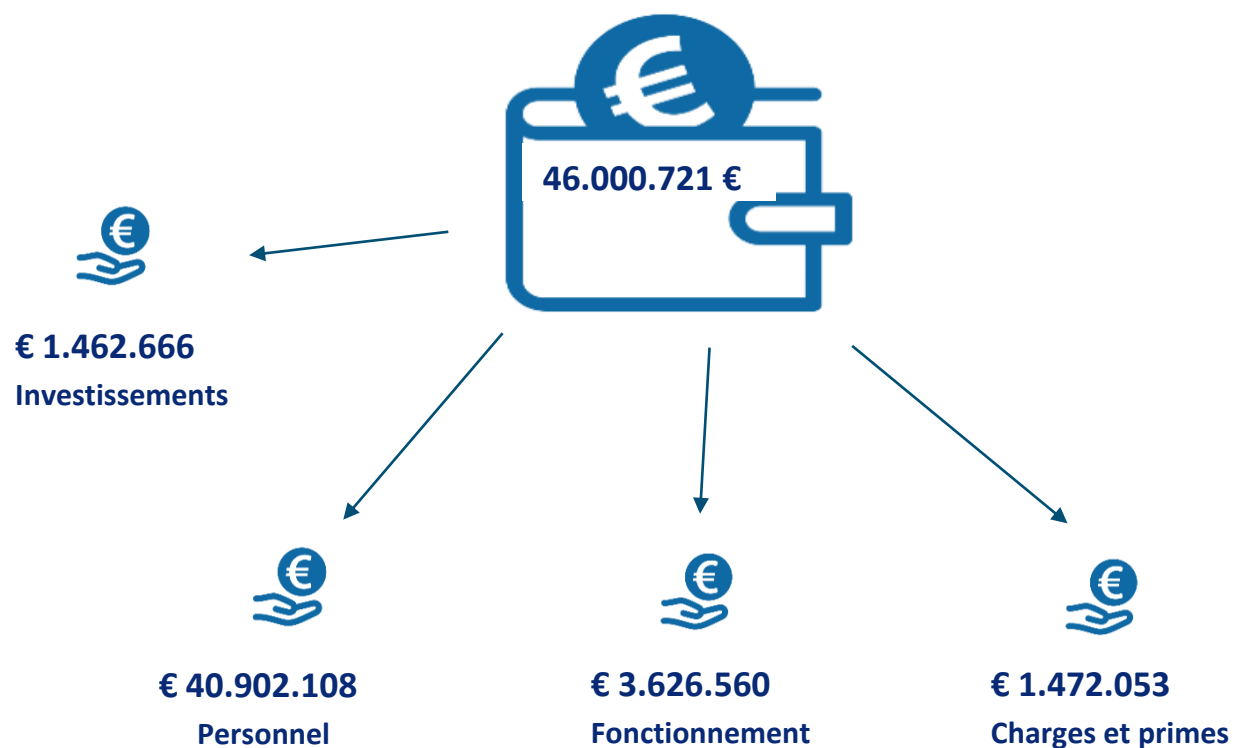 46.000.721 €
€ 1.462.666
Investissements
€ 40.902.108
Personnel
€ 3.626.560
Fonctionnement
€ 1.472.053
Charges et primes